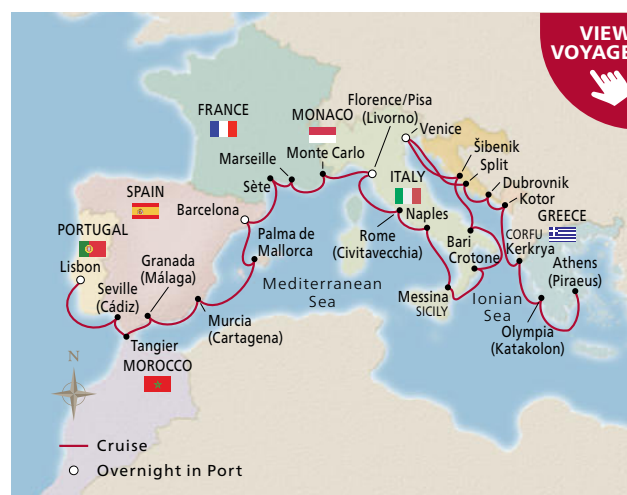 VIEW
VOYAGE
FRANCE
MONACO
Florence/Pisa
(Livorno)
Venice
Marseille
Monte Carlo
Šibenik
Split
Sète
ITALY
Dubrovnik
Kotor
SPAIN
Barcelona
PORTUGAL
Lisbon
Palma de
Mallorca
Rome
(Civitavecchia)
Naples
Bari
Crotone
CORFU
Kerkrya
GREECE
Athens
(Piraeus)
Granada
(Málaga)
Seville
(Cádiz)
Mediterranean
Sea
Messina
SICILY
Ionian
Sea
Olympia
(Katakolon)
Murcia
(Cartagena)
Tangier
MOROCCO
N
Cruise
Overnight in Port